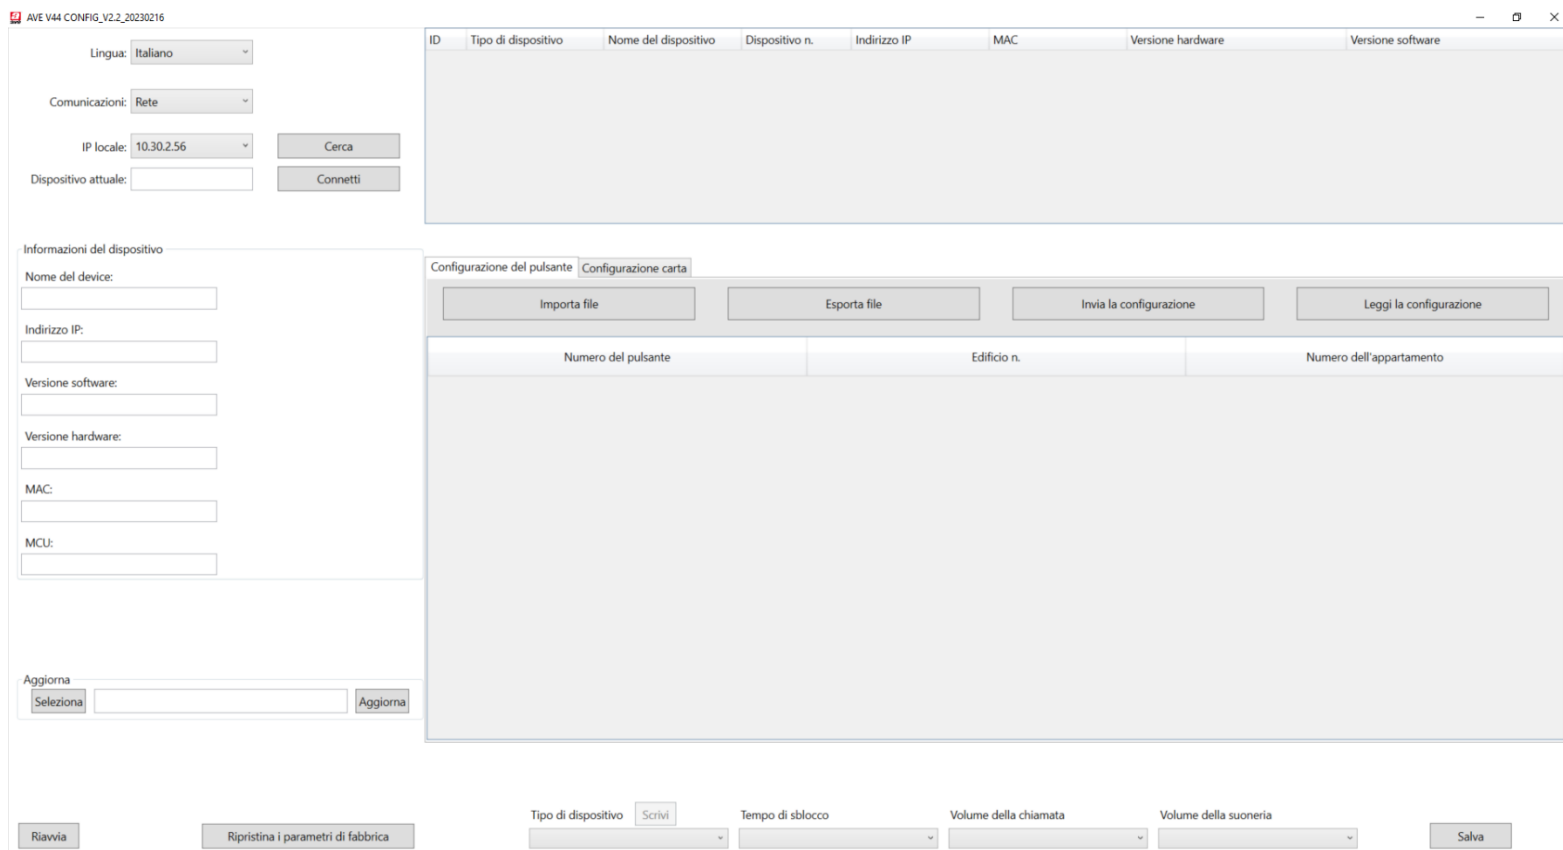 AVE V44 CONFIG_V2.2_20230216
Lingua: Italiano
Comunicazioni: Rete
IP locale: 10.30.2.56 Cerca
Dispositivo attuale: Connetti
ID Tipo di dispositivo Nome del dispositivo Dispositivo n. Indirizzo IP MAC Versione hardware Versione software
Informazioni del dispositivo
Nome del device:
Indirizzo IP:
Versione software:
Versione hardware:
MAC:
MCU:
Configurazione del pulsante Configurazione carta
Importa file Esporta file Invia la configurazione Leggi la configurazione
Numero del pulsante Edificio n. Numero dell'appartamento
Aggiorna
Seleziona Aggiorna
Riavvia Ripristina i parametri di fabbrica
Tipo di dispositivo Scrivi Tempo di sblocco Volume della chiamata Volume della suoneria
Salva